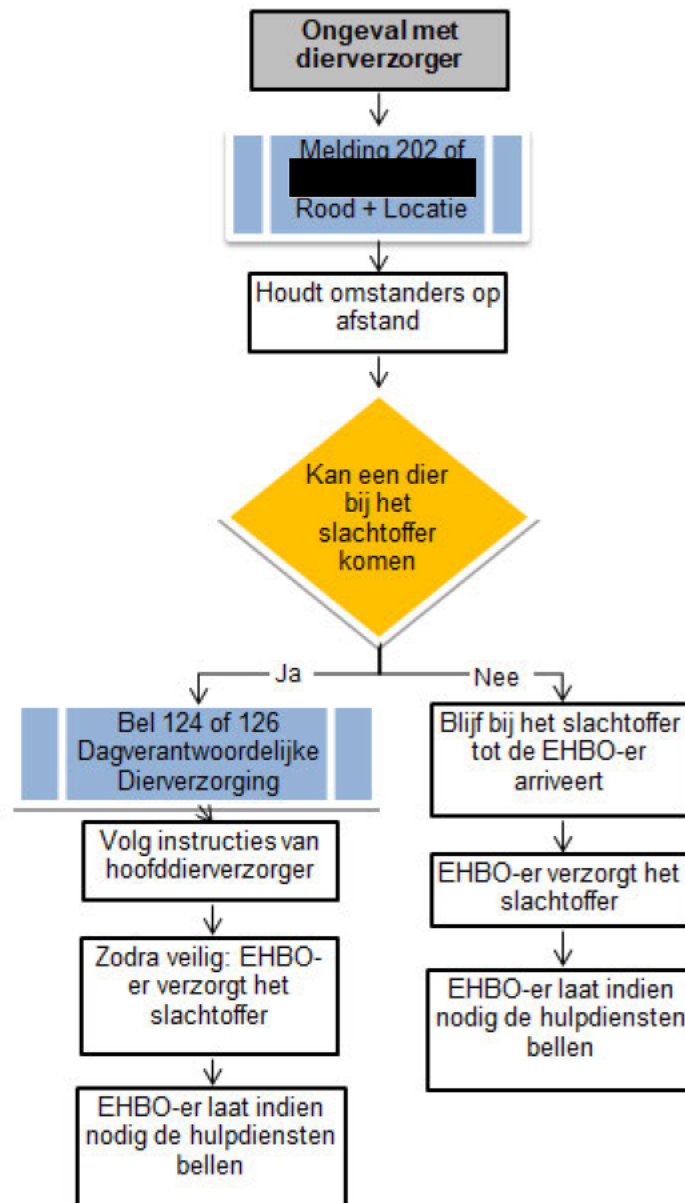 Ongeval met
dierverzorger
Melding 202 of
Rood + Locatie
Houdt omstanders op
afstand
Kan een dier
bij het
slachtoffer
komen
Ja
Nee
Bel 124 of 126
Dagverantwoordelijke
Dierverzorging
Volg instructies van
hoofddierverzorger
Zodra veilig: EHBO-
er verzorgt het
slachtoffer
EHBO-er laat indien
nodig de hulpdiensten
bellen
Blijf bij het slachtoffer
tot de EHBO-er
arriveert
EHBO-er verzorgt het
slachtoffer
EHBO-er laat indien
nodig de hulpdiensten
bellen